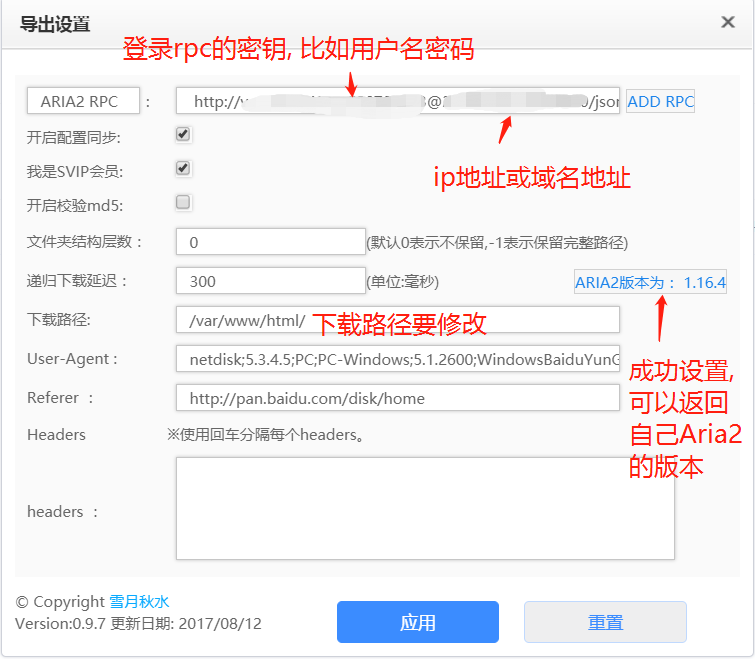 导出设置
登录rpc的密钥, 比如用户名密码
ARIA2 RPC :
http://
@
/json
ADD RPC
ip地址或域名地址
开启配置同步:
我是SVIP会员:
开启校验md5:
文件夹结构层数：
0
(默认0表示不保留,-1表示保留完整路径)
递归下载延迟：
300
(单位:毫秒)
ARIA2版本为： 1.16.4
下载路径:
/var/www/html/
下载路径要修改
User-Agent :
netdisk;5.3.4.5;PC;PC-Windows;5.1.2600;WindowsBaiduYunG
成功设置,
可以返回
自己Aria2
的版本
Referer ：
http://pan.baidu.com/disk/home
Headers
※使用回车分隔每个headers。
headers ：
© Copyright 雪月秋水
Version:0.9.7 更新日期: 2017/08/12
应用
重置